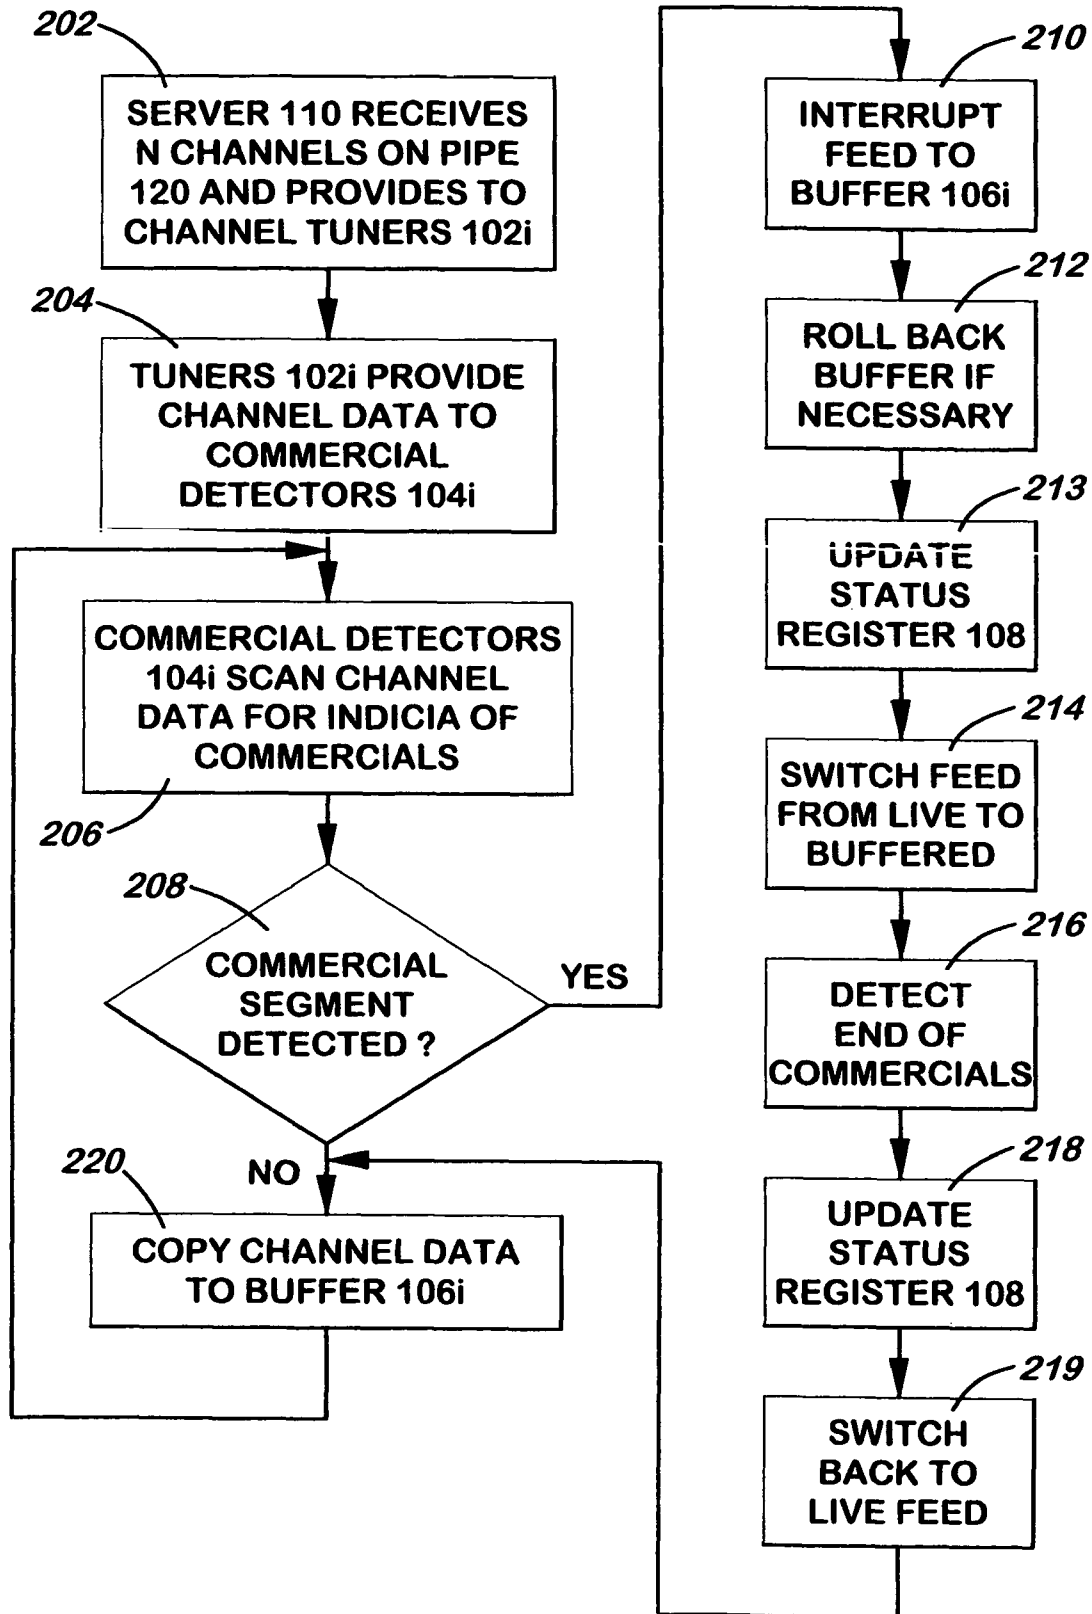 202
SERVER 110 RECEIVES
N CHANNELS ON PIPE
120 AND PROVIDES TO
CHANNEL TUNERS 102i
204
TUNERS 102i PROVIDE
CHANNEL DATA TO
COMMERCIAL
DETECTORS 104i
COMMERCIAL DETECTORS
104i SCAN CHANNEL
DATA FOR INDICIA OF
COMMERCIALS
206
208
COMMERCIAL
SEGMENT
DETECTED ?
YES
NO
220
COPY CHANNEL DATA
TO BUFFER 106i
210
INTERRUPT
FEED TO
BUFFER 106i
212
ROLL BACK
BUFFER IF
NECESSARY
213
UPDATE
STATUS
REGISTER 108
214
SWITCH FEED
FROM LIVE TO
BUFFERED
216
DETECT
END OF
COMMERCIALS
218
UPDATE
STATUS
REGISTER 108
219
SWITCH
BACK TO
LIVE FEED